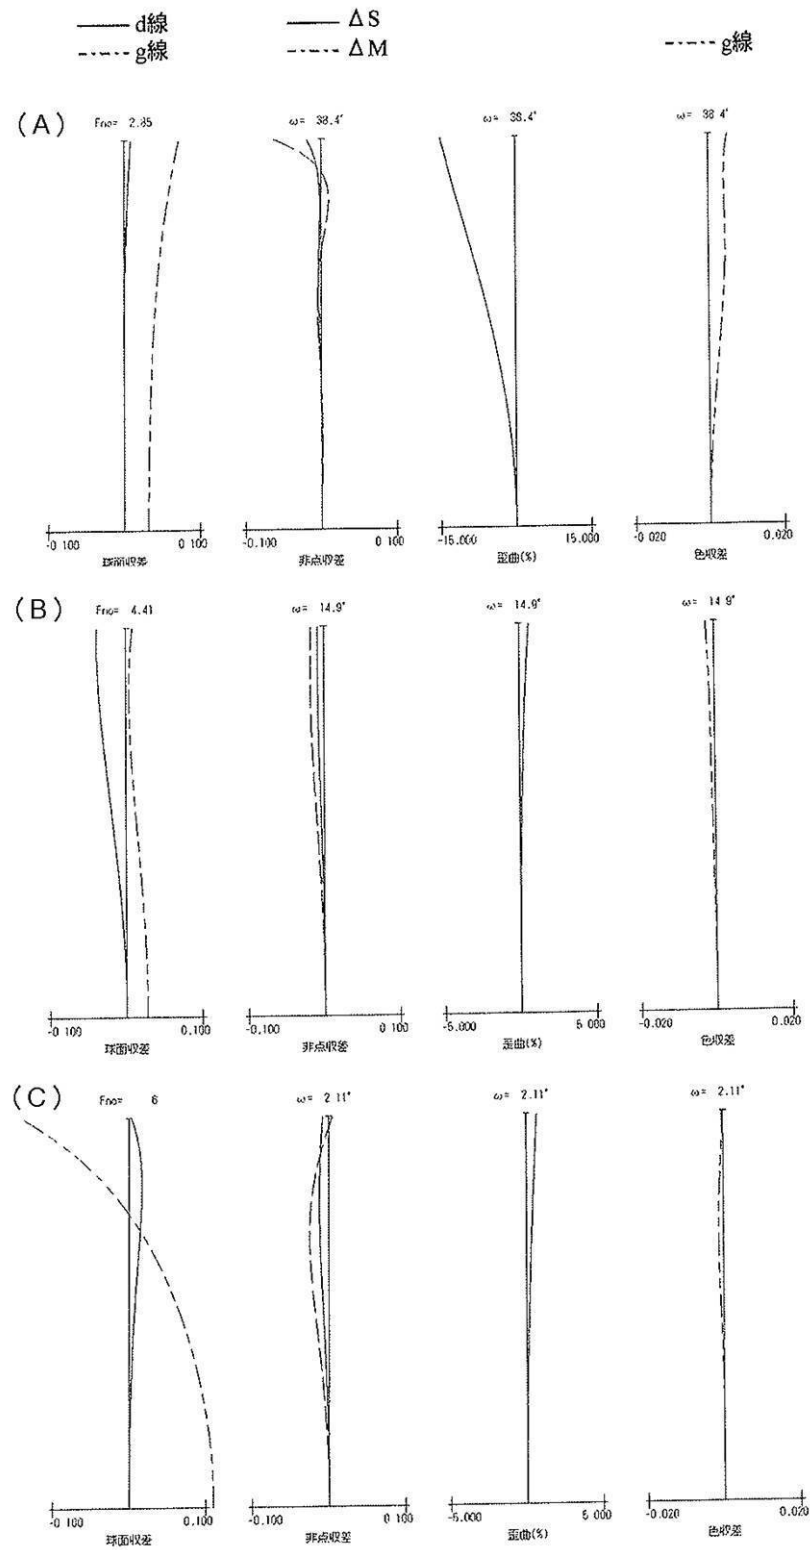 d線 ΔS
g線 ΔM g線
(A) Fno= 2.85 ω= 38.4° ω= 38.4° ω= 38.4°
-0.100 0.100 -0.100 0.100 -15.000 15.000 -0.020 0.020
球面収差 非点収差 歪曲(%) 色収差
(B) Fno= 4.41 ω= 14.9° ω= 14.9° ω= 14.9°
-0.100 0.100 -0.100 0.100 -5.000 5.000 -0.020 0.020
球面収差 非点収差 歪曲(%) 色収差
(C) Fno= 6 ω= 2.11° ω= 2.11° ω= 2.11°
-0.100 0.100 -0.100 0.100 -5.000 5.000 -0.020 0.020
球面収差 非点収差 歪曲(%) 色収差